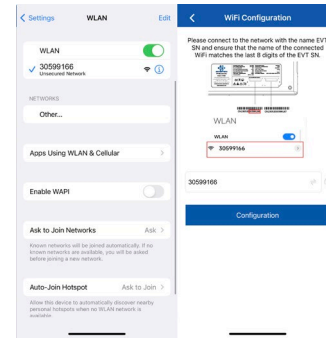 Settings
WLAN
Edit
WLAN
30599166
Unsecured Network
NETWORKS
Other...
Apps Using WLAN & Cellular
Enable WAPI
Ask to Join Networks
Ask
Known networks will be joined automatically. If no
known networks are available, you will be asked
before joining a new network.
Auto-Join Hotspot
Ask to Join
Allow this device to automatically discover nearby
personal hotspots when no WLAN network is
available.
WiFi Configuration
Please connect to the network with the name EVT
SN and ensure that the name of the connected
WiFi matches the last 8 digits of the EVT SN.
WLAN
WLAN
30599166
30599166
Configuration